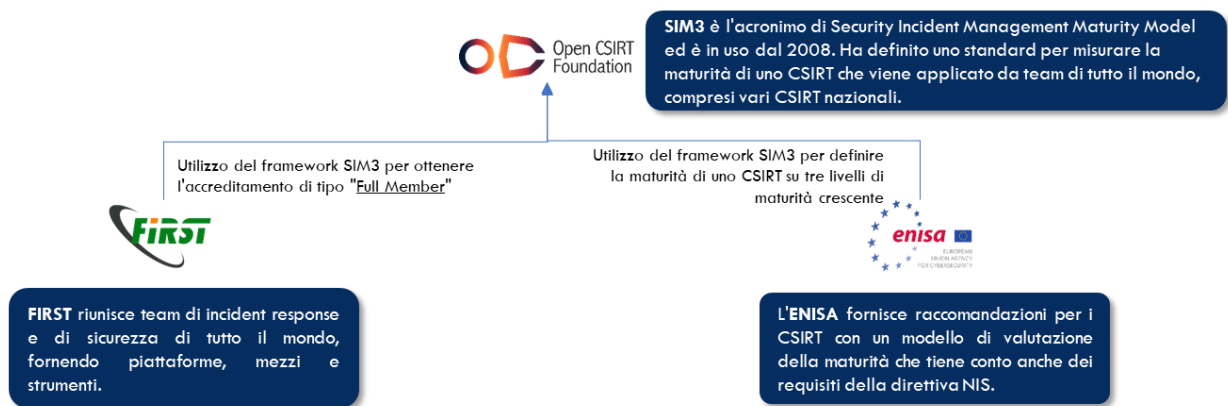 Open CSIRT
Foundation
SIM3 è l'acronimo di Security Incident Management Maturity Model
ed è in uso dal 2008. Ha definito uno standard per misurare la
maturità di uno CSIRT che viene applicato da team di tutto il mondo,
compresi vari CSIRT nazionali.
Utilizzo del framework SIM3 per ottenere
l'accreditamento di tipo "Full Member"
Utilizzo del framework SIM3 per definire
la maturità di uno CSIRT su tre livelli di
maturità crescente
FIRST
enisa
EUROPEAN
UNION AGENCY
FOR CYBERSECURITY
FIRST riunisce team di incident response
e di sicurezza di tutto il mondo,
fornendo piattaforme, mezzi e
strumenti.
L'ENISA fornisce raccomandazioni per i
CSIRT con un modello di valutazione
della maturità che tiene conto anche dei
requisiti della direttiva NIS.